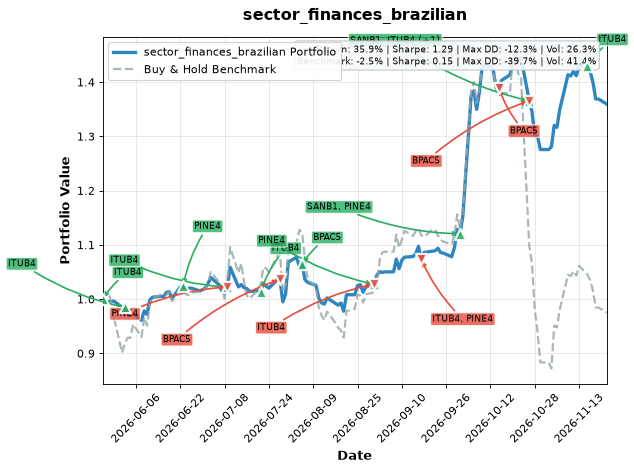 sector_finances_brazilian
SANB1, ITUB4
ITUB4
sector_finances_brazilian Portfolio
Buy & Hold Benchmark
35.9% | Sharpe: 1.29 | Max DD: -12.3% | Vol: 26.3%
Benchmark: -2.5% | Sharpe: 0.15 | Max DD: -39.7% | Vol: 41.4%
1.4
1.3
1.2
1.1
1.0
0.9
Portfolio Value
BPAC5
BPAC5
SANB1, PINE4
PINE4
PINE4
ITUB4
BPAC5
ITUB4
ITUB4
ITUB4
PINE4
BPAC5
ITUB4
ITUB4, PINE4
2026-06-06
2026-06-22
2026-07-08
2026-07-24
2026-08-09
2026-08-25
2026-09-10
2026-09-26
2026-10-12
2026-10-28
2026-11-13
Date